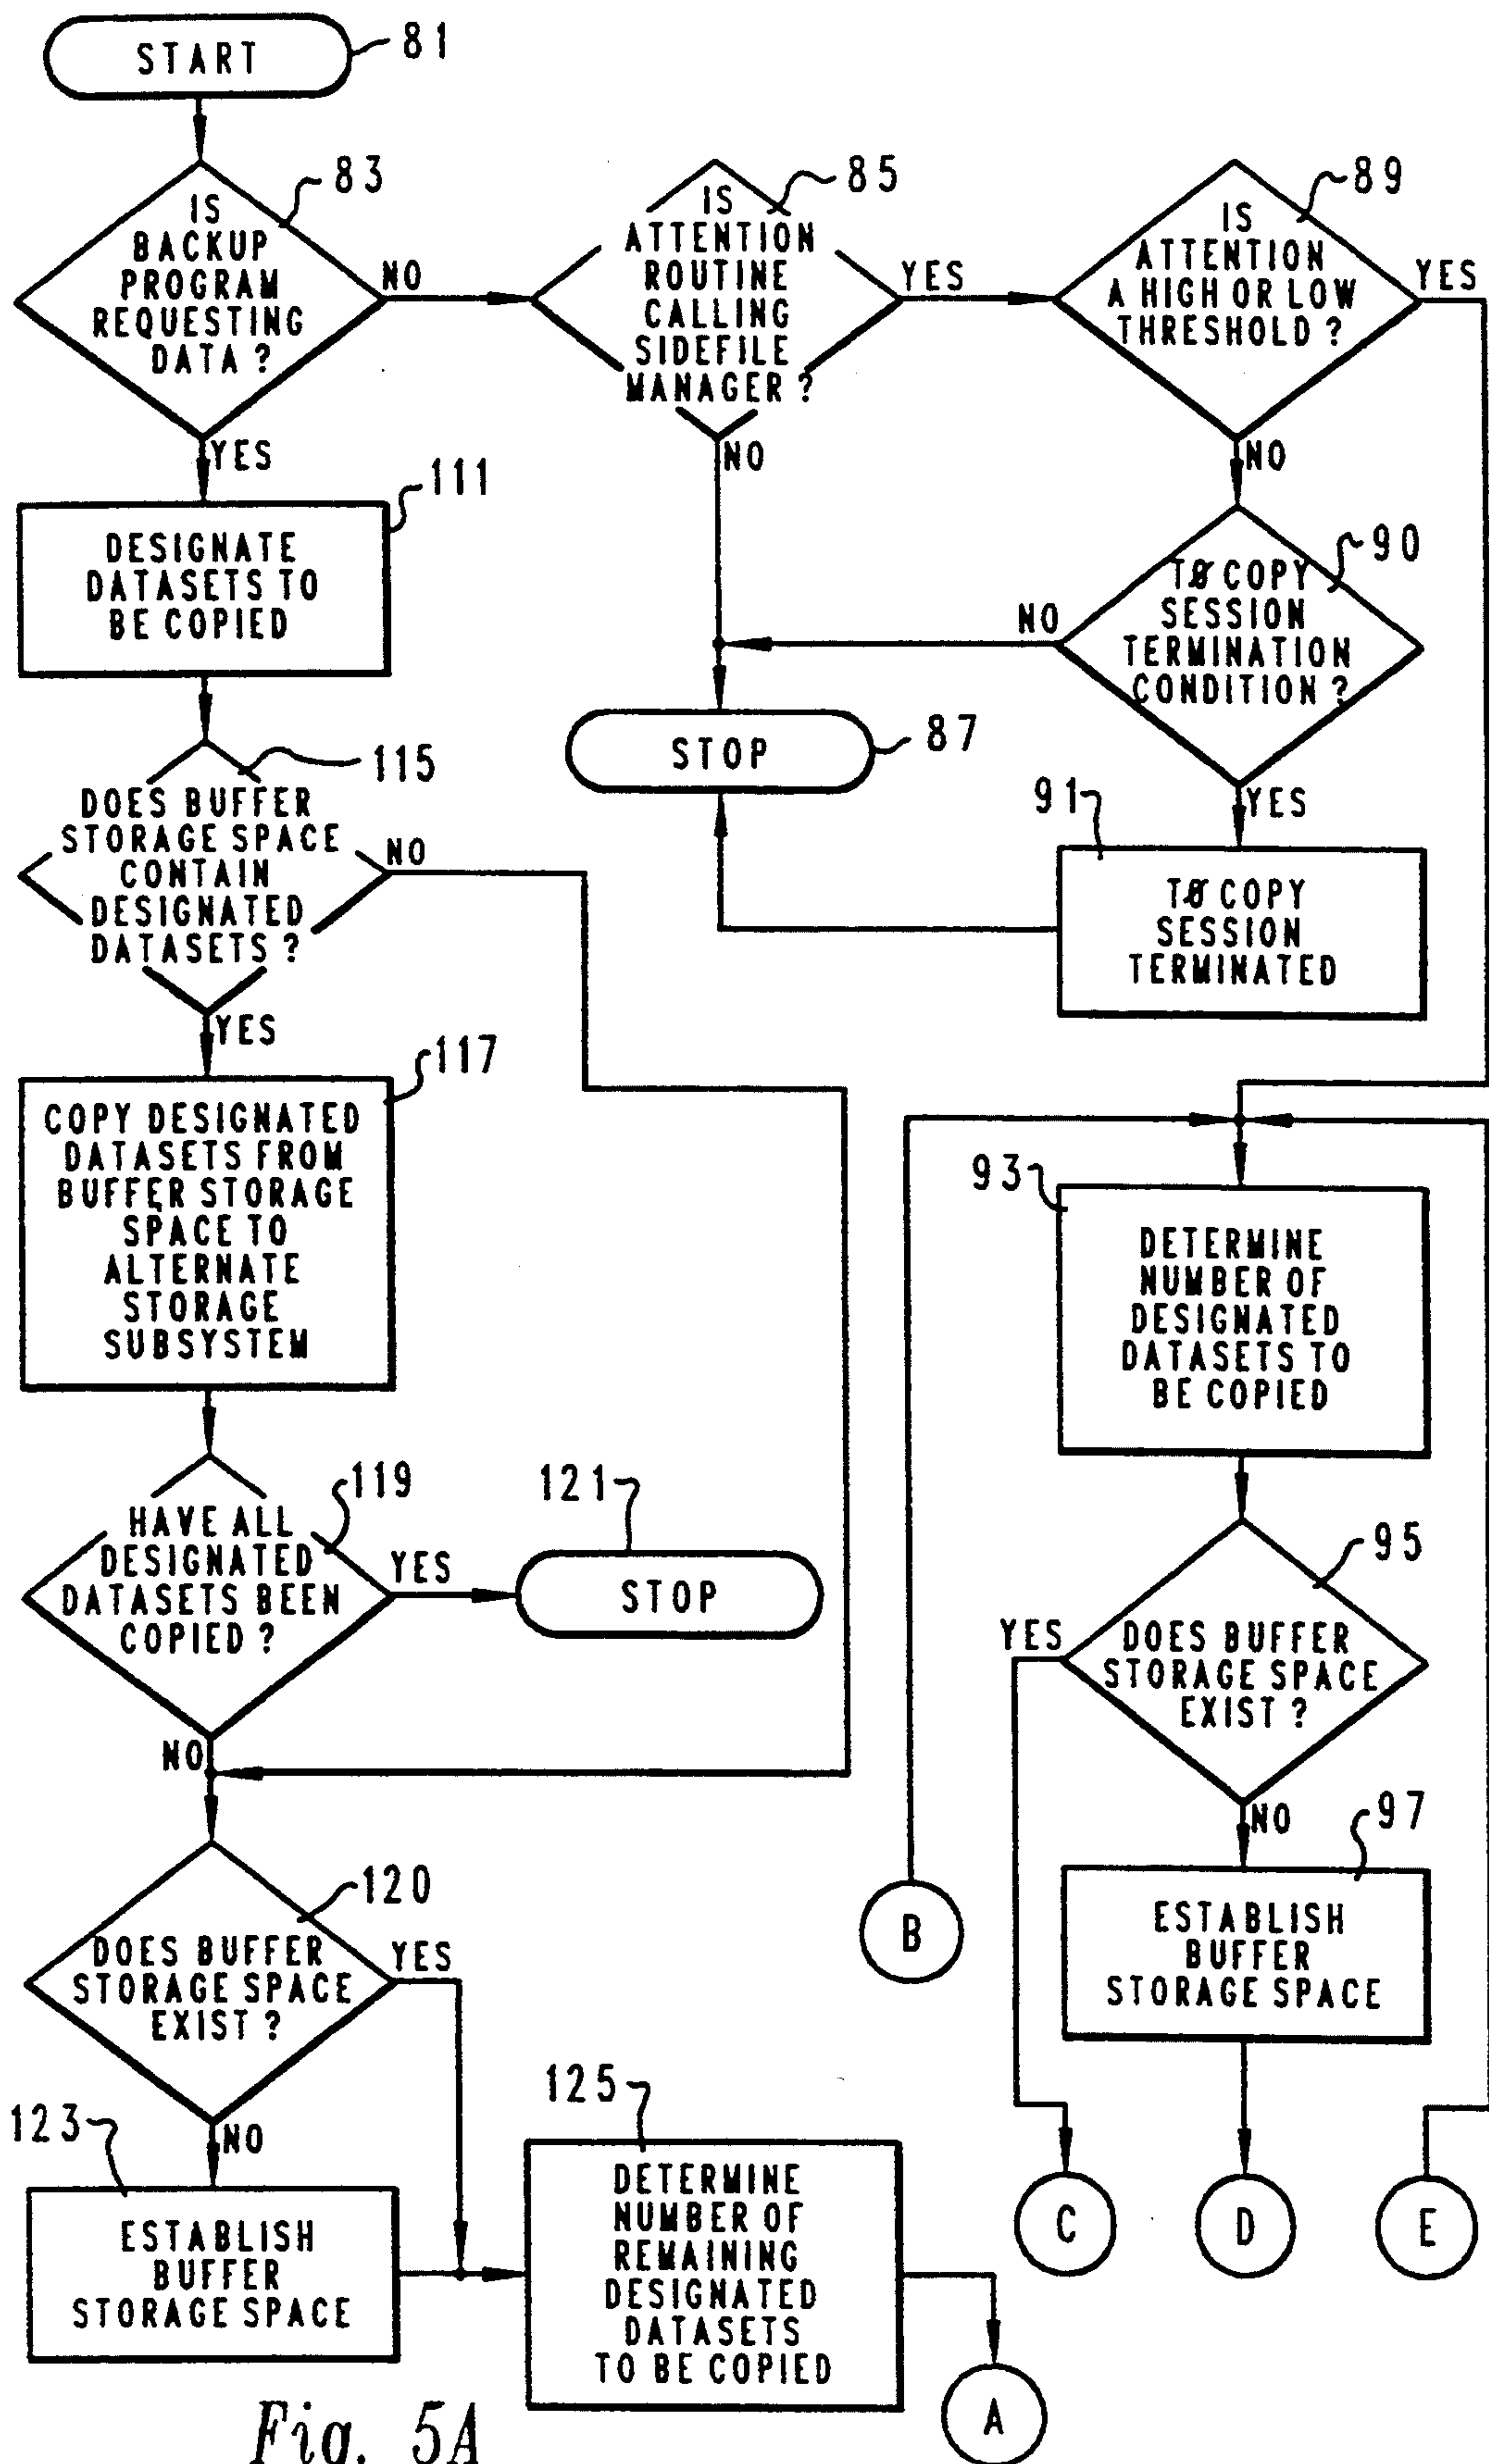 START
81
IS
BACKUP
PROGRAM
REQUESTING
DATA ?
83
NO
YES
IS
ATTENTION
ROUTINE
CALLING
SIDEFILE
MANAGER ?
85
YES
NO
IS
ATTENTION
A HIGH OR LOW
THRESHOLD ?
89
YES
NO
111
DESIGNATE
DATASETS TO
BE COPIED
T0 COPY
SESSION
TERMINATION
CONDITION ?
90
NO
YES
STOP
87
91
T0 COPY
SESSION
TERMINATED
115
DOES BUFFER
STORAGE SPACE
CONTAIN
DESIGNATED
DATASETS ?
NO
YES
117
COPY DESIGNATED
DATASETS FROM
BUFFER STORAGE
SPACE TO
ALTERNATE
STORAGE
SUBSYSTEM
93
DETERMINE
NUMBER OF
DESIGNATED
DATASETS TO
BE COPIED
119
HAVE ALL
DESIGNATED
DATASETS BEEN
COPIED ?
YES
NO
121
STOP
95
YES
DOES BUFFER
STORAGE SPACE
EXIST ?
NO
97
ESTABLISH
BUFFER
STORAGE SPACE
120
DOES BUFFER
STORAGE SPACE
EXIST ?
YES
NO
B
123
ESTABLISH
BUFFER
STORAGE SPACE
125
DETERMINE
NUMBER OF
REMAINING
DESIGNATED
DATASETS
TO BE COPIED
C
D
E
A
Fig. 5A